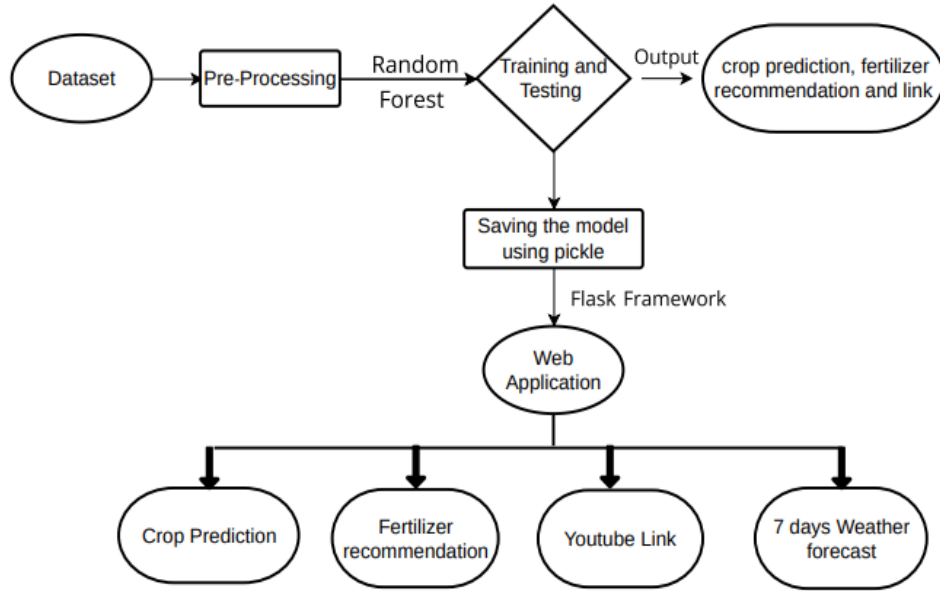 Dataset
Pre-Processing
Random
Forest
Training and
Testing
Output
crop prediction, fertilizer
recommendation and link
Saving the model
using pickle
Flask Framework
Web
Application
Crop Prediction
Fertilizer
recommendation
Youtube Link
7 days Weather
forecast